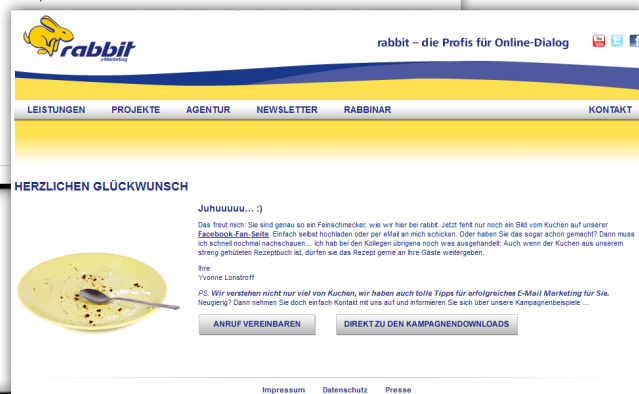 rabbit
eMarketing
rabbit – die Profis für Online-Dialog
You
Tube
LEISTUNGEN PROJEKTE AGENTUR NEWSLETTER RABBINAR KONTAKT
HERZLICHEN GLÜCKWUNSCH
Juhuuuuu... :)
Das freut mich: Sie sind genau so ein Feinschmecker, wie wir hier bei rabbit. Jetzt fehlt nur noch ein Bild vom Kuchen auf unserer
Facebook-Fan-Seite. Einfach selbst hochladen oder per eMail an mich schicken. Oder haben Sie das sogar schon gemacht? Dann muss
ich schnell nochmal nachschauen... Ich hab bei den Kollegen übrigens noch was ausgehandelt: Auch wenn der Kuchen aus unserem
streng gehüteten Rezeptbuch ist, dürfen sie das Rezept gerne an Ihre Gäste weitergeben.
Ihre
Yvonne Lonstroff
PS: Wir verstehen nicht nur viel von Kuchen, wir haben auch tolle Tipps für erfolgreiches E-Mail Marketing für Sie.
Neugierig? Dann nehmen Sie doch einfach Kontakt mit uns auf und informieren Sie sich über unsere Kampagnenbeispiele ...
ANRUF VEREINBAREN DIREKT ZU DEN KAMPAGNENDOWNLOADS
Impressum Datenschutz Presse